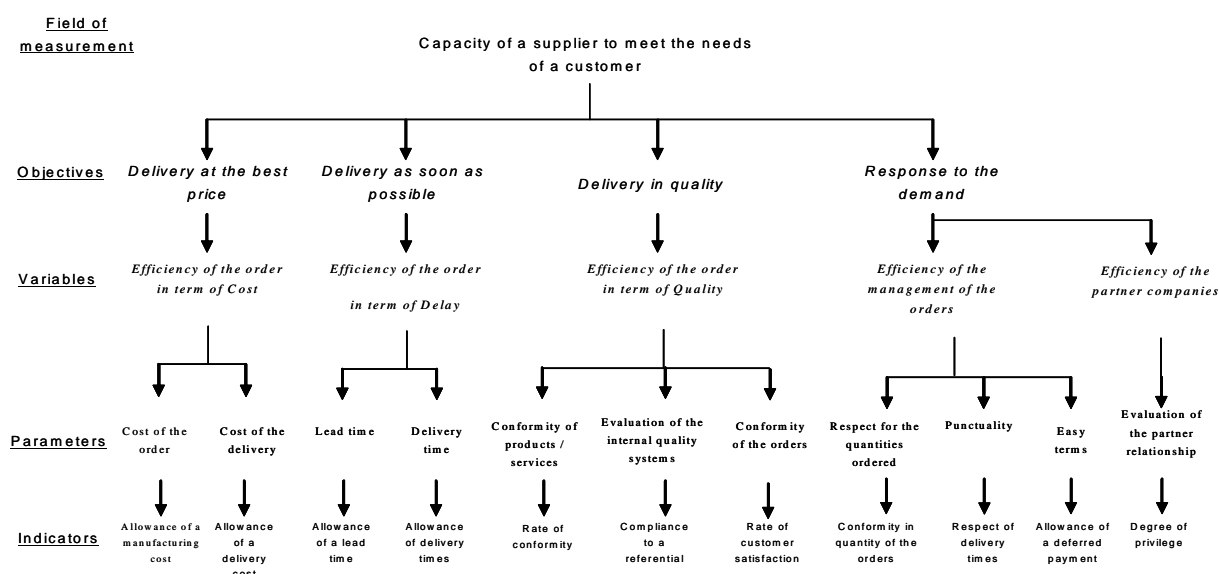 Field of
measurement
Capacity of a supplier to meet the needs
of a customer
Objectives
Delivery at the best
price
Delivery as soon as
possible
Delivery in quality
Response to the
demand
Variables
Efficiency of the order
in term of Cost
Efficiency of the order
in term of Delay
Efficiency of the order
in term of Quality
Efficiency of the
management of the
orders
Efficiency of the
partner companies
Parameters
Cost of the
order
Cost of the
delivery
Lead time
Delivery
time
Conformity of
products /
services
Evaluation of the
internal quality
systems
Conformity
of the orders
Respect for the
quantities
ordered
Punctuality
Easy
terms
Evaluation of
the partner
relationship
Indicators
Allowance of a
manufacturing
cost
Allowance
of a
delivery
cost
Allowance
of a lead
time
Allowance
of delivery
times
Rate of
conformity
Compliance
to a
referential
Rate of
customer
satisfaction
Conformity in
quantity of the
orders
Respect of
delivery
times
Allowance of
a deferred
payment
Degree of
privilege